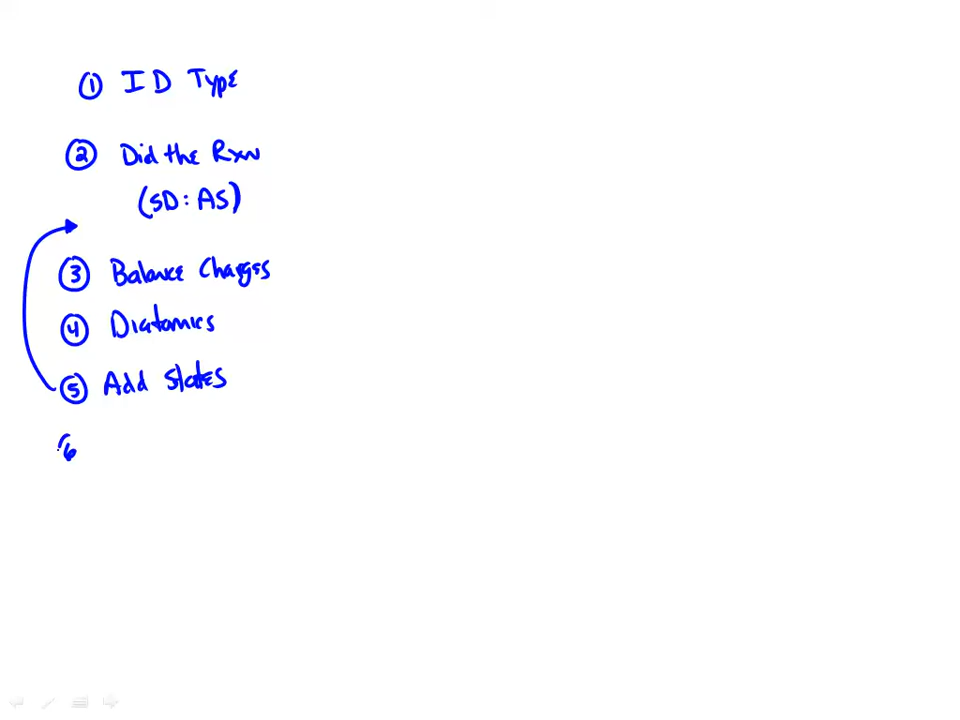 ① ID Type
② Did the Rxn
(SD: AS)
③ Balance Charges
④ Diatomics
⑤ Add States
6